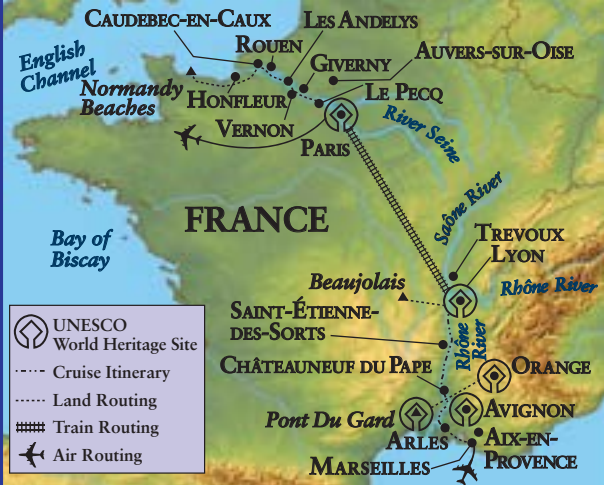 CAUDEBEC-EN-CAUX
LES ANDELYS
ROUEN
AUVERS-SUR-OISE
GIVERNY
English
Channel
Normandy
Beaches
HONFLEUR
LE PECQ
VERNON
River Seine
PARIS
FRANCE
Saône River
Bay of
Biscay
TREVOUX
LYON
Beaujolais
Rhône River
SAINT-ÉTIENNE-
DES-SORTS
Rhône
River
CHÂTEAUNEUF DU PAPE
ORANGE
Pont Du Gard
AVIGNON
ARLES
AIX-EN-
PROVENCE
MARSEILLES
UNESCO
World Heritage Site
Cruise Itinerary
Land Routing
Train Routing
Air Routing